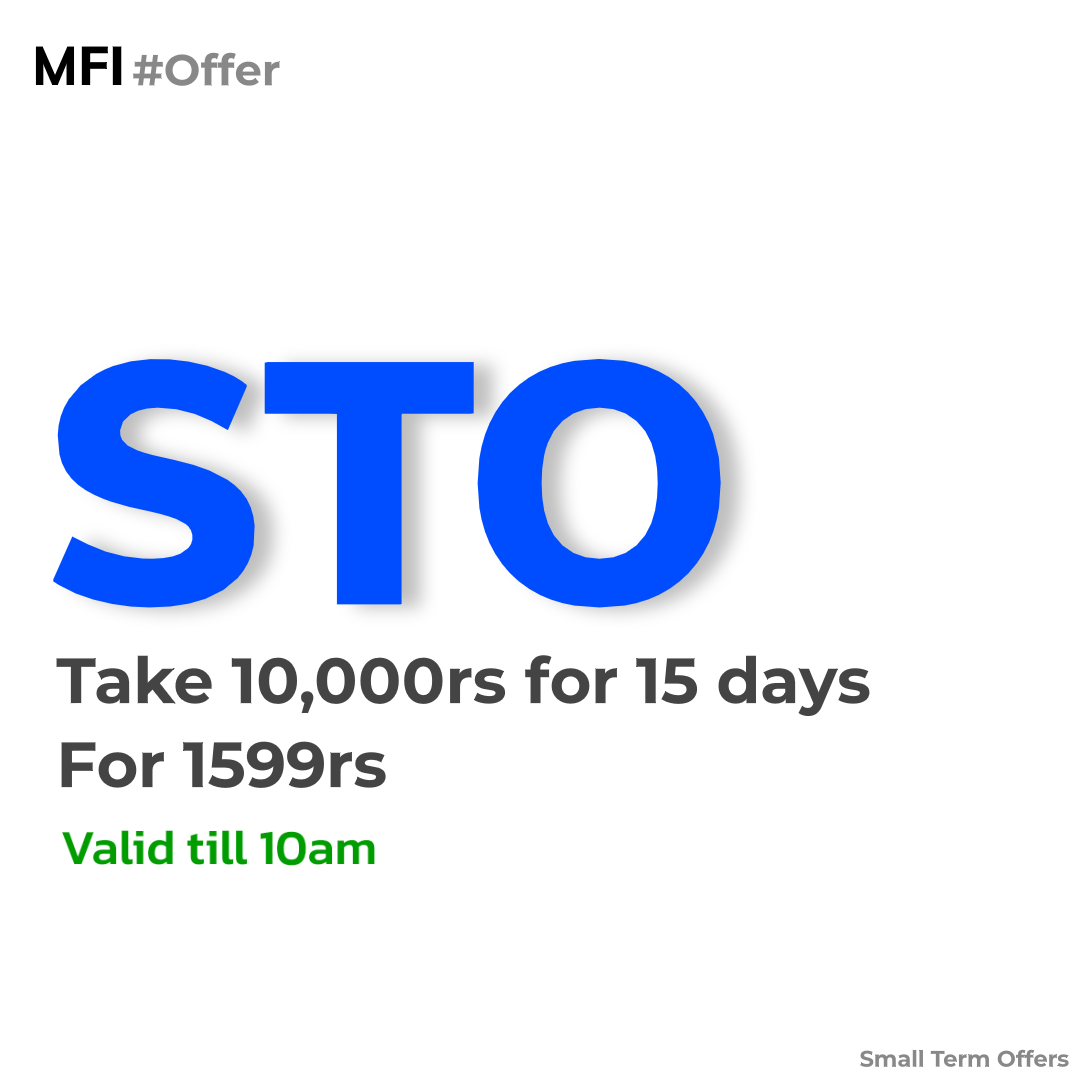 MFI #Offer
STO
Take 10,000rs for 15 days
For 1599rs
Valid till 10am
Small Term Offers